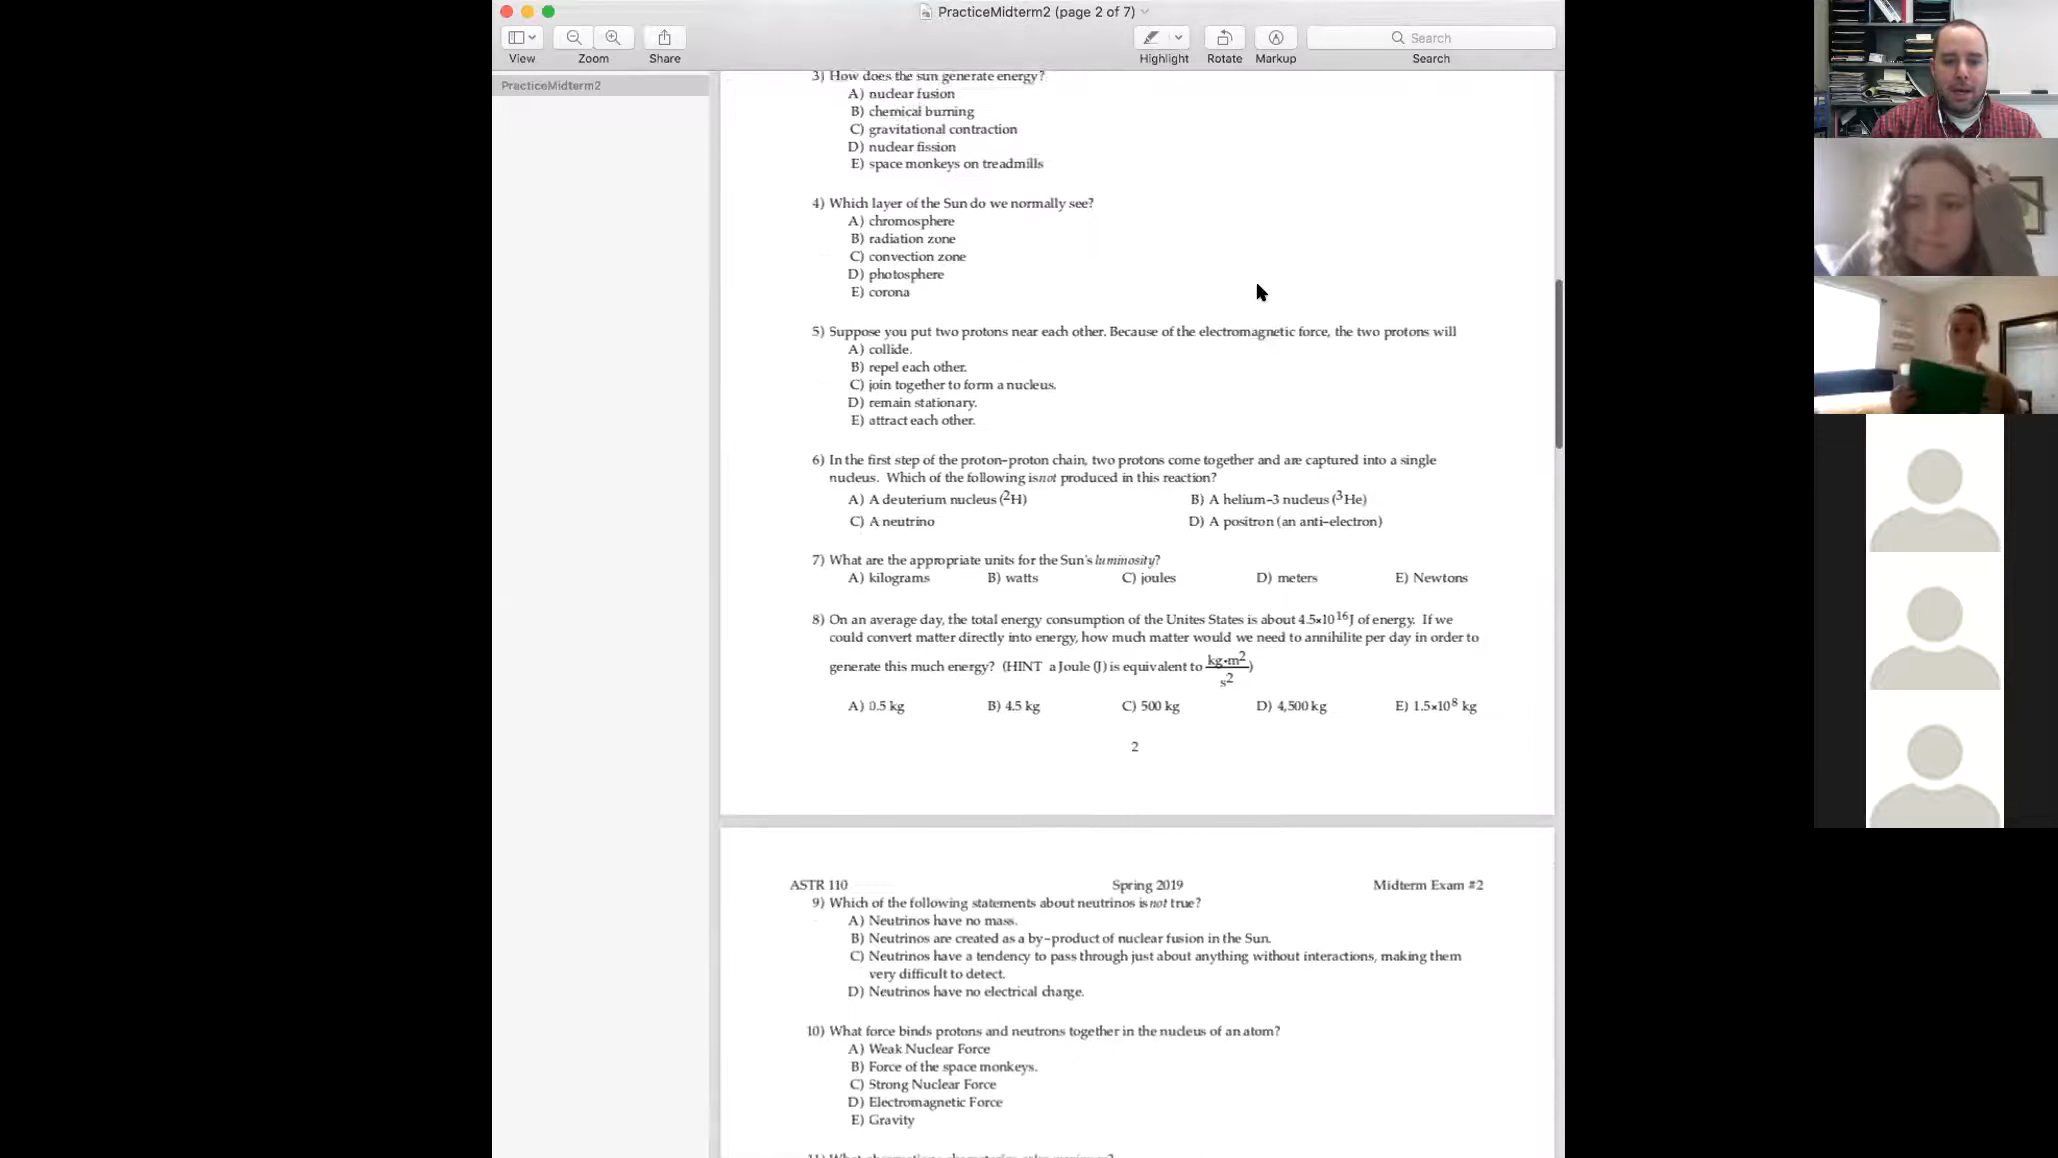 PracticeMidterm2 (page 2 of 7)
View
Zoom
Share
Highlight
Rotate
Markup
Search
Search
PracticeMidterm2
3) How does the sun generate energy?
A) nuclear fusion
B) chemical burning
C) gravitational contraction
D) nuclear fission
E) space monkeys on treadmills
4) Which layer of the Sun do we normally see?
A) chromosphere
B) radiation zone
C) convection zone
D) photosphere
E) corona
5) Suppose you put two protons near each other. Because of the electromagnetic force, the two protons will
A) collide.
B) repel each other.
C) join together to form a nucleus.
D) remain stationary.
E) attract each other.
6) In the first step of the proton-proton chain, two protons come together and are captured into a single
nucleus. Which of the following is not produced in this reaction?
A) A deuterium nucleus (²H) B) A helium-3 nucleus (³He)
C) A neutrino D) A positron (an anti-electron)
7) What are the appropriate units for the Sun's luminosity?
A) kilograms B) watts C) joules D) meters E) Newtons
8) On an average day, the total energy consumption of the Unites States is about 4.5×10¹⁶J of energy. If we
could convert matter directly into energy, how much matter would we need to annihilite per day in order to
generate this much energy? (HINT a Joule (J) is equivalent to kg•m²/s²)
A) 0.5 kg B) 4.5 kg C) 500 kg D) 4,500 kg E) 1.5×10⁸ kg
2
ASTR 110 Spring 2019 Midterm Exam #2
9) Which of the following statements about neutrinos is not true?
A) Neutrinos have no mass.
B) Neutrinos are created as a by-product of nuclear fusion in the Sun.
C) Neutrinos have a tendency to pass through just about anything without interactions, making them
very difficult to detect.
D) Neutrinos have no electrical charge.
10) What force binds protons and neutrons together in the nucleus of an atom?
A) Weak Nuclear Force
B) Force of the space monkeys.
C) Strong Nuclear Force
D) Electromagnetic Force
E) Gravity